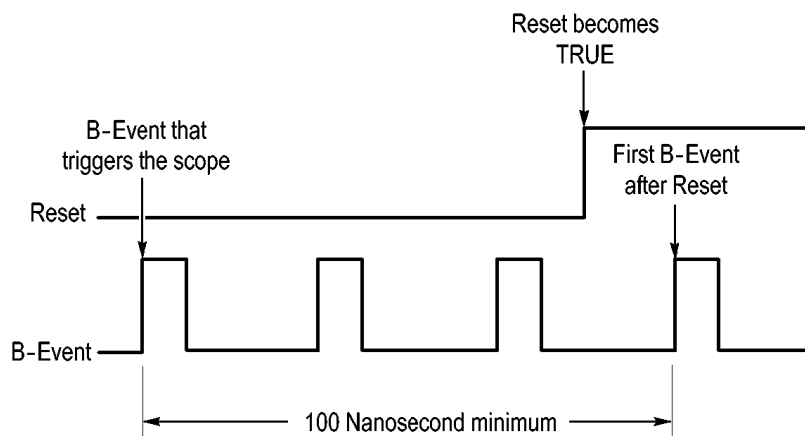 Reset becomes
TRUE
B-Event that
triggers the scope
First B-Event
after Reset
Reset
B-Event
100 Nanosecond minimum